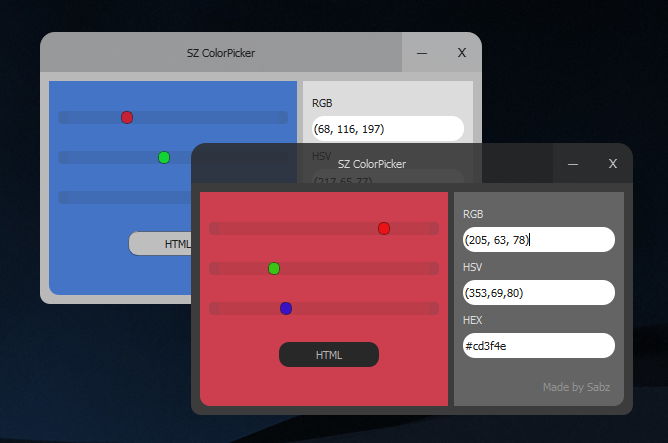 SZ ColorPicker
— X
RGB
(68, 116, 197)
HSV
(217,65,77)
HTML
SZ ColorPicker
— X
RGB
(205, 63, 78)
HSV
(353,69,80)
HEX
#cd3f4e
HTML
Made by Sabz